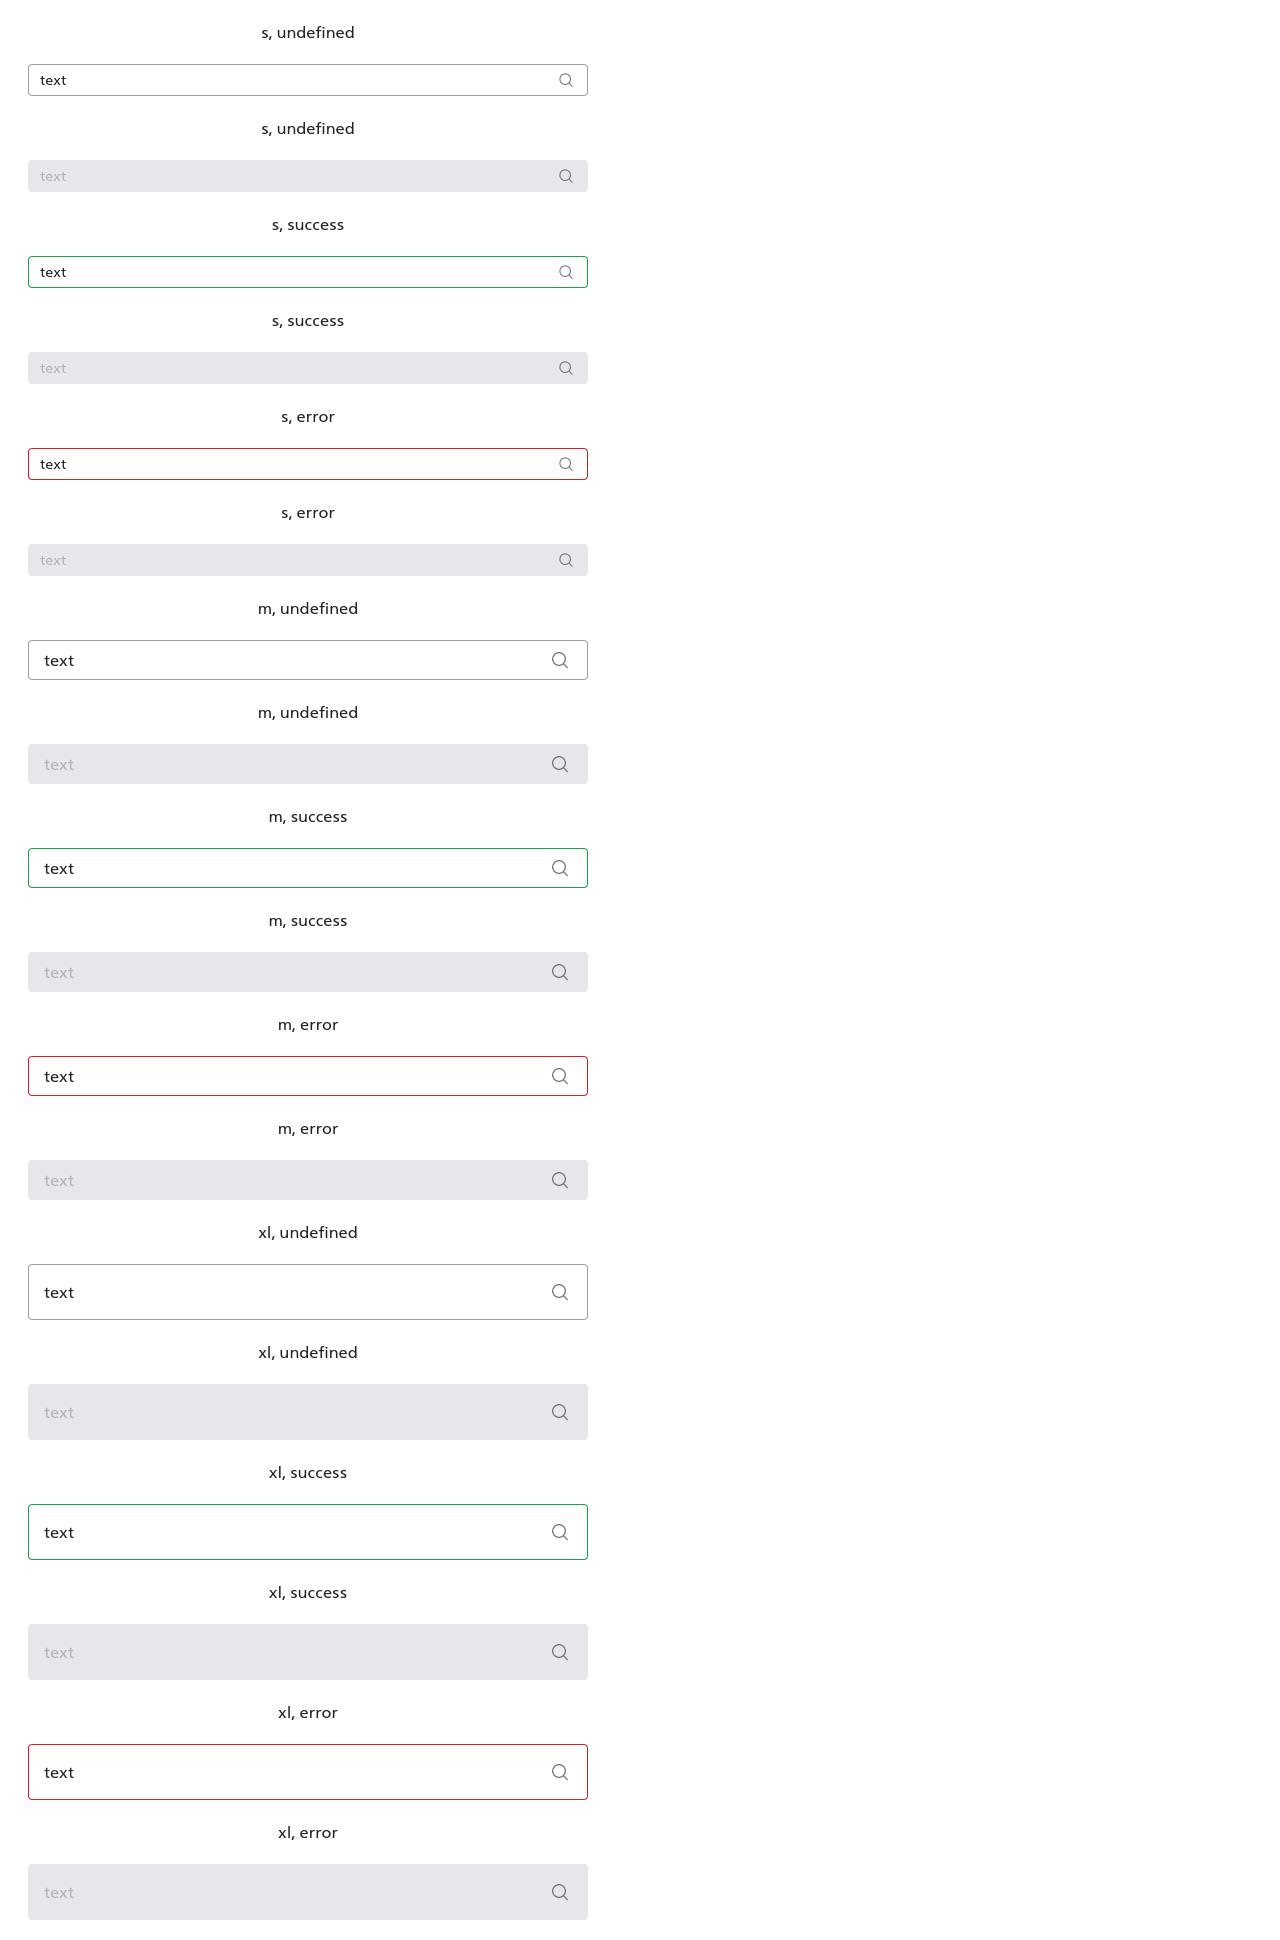 s, undefined
text
s, undefined
text
s, success
text
s, success
text
s, error
text
s, error
text
m, undefined
text
m, undefined
text
m, success
text
m, success
text
m, error
text
m, error
text
xl, undefined
text
xl, undefined
text
xl, success
text
xl, success
text
xl, error
text
xl, error
text